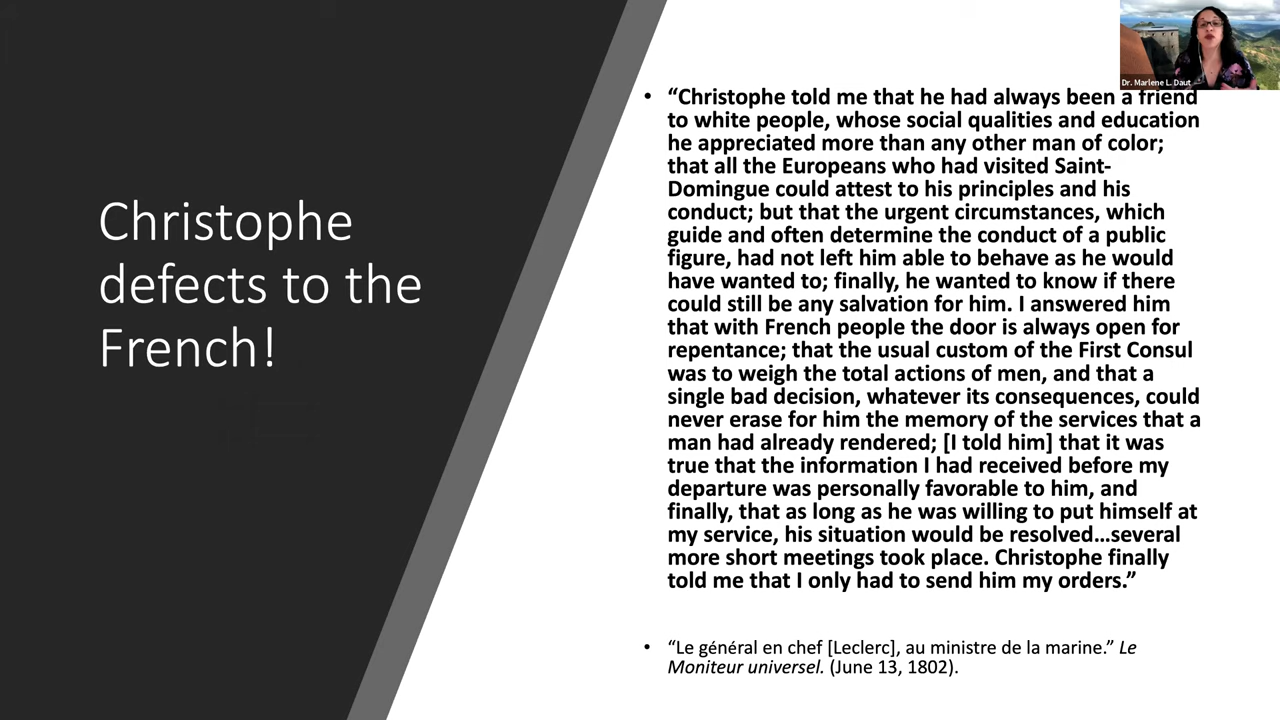 Christophe
defects to the
French!
Dr. Marlene L. Daut
• “Christophe told me that he had always been a friend
to white people, whose social qualities and education
he appreciated more than any other man of color;
that all the Europeans who had visited Saint-
Domingue could attest to his principles and his
conduct; but that the urgent circumstances, which
guide and often determine the conduct of a public
figure, had not left him able to behave as he would
have wanted to; finally, he wanted to know if there
could still be any salvation for him. I answered him
that with French people the door is always open for
repentance; that the usual custom of the First Consul
was to weigh the total actions of men, and that a
single bad decision, whatever its consequences, could
never erase for him the memory of the services that a
man had already rendered; [I told him] that it was
true that the information I had received before my
departure was personally favorable to him, and
finally, that as long as he was willing to put himself at
my service, his situation would be resolved…several
more short meetings took place. Christophe finally
told me that I only had to send him my orders.”
• “Le général en chef [Leclerc], au ministre de la marine.” Le
Moniteur universel. (June 13, 1802).